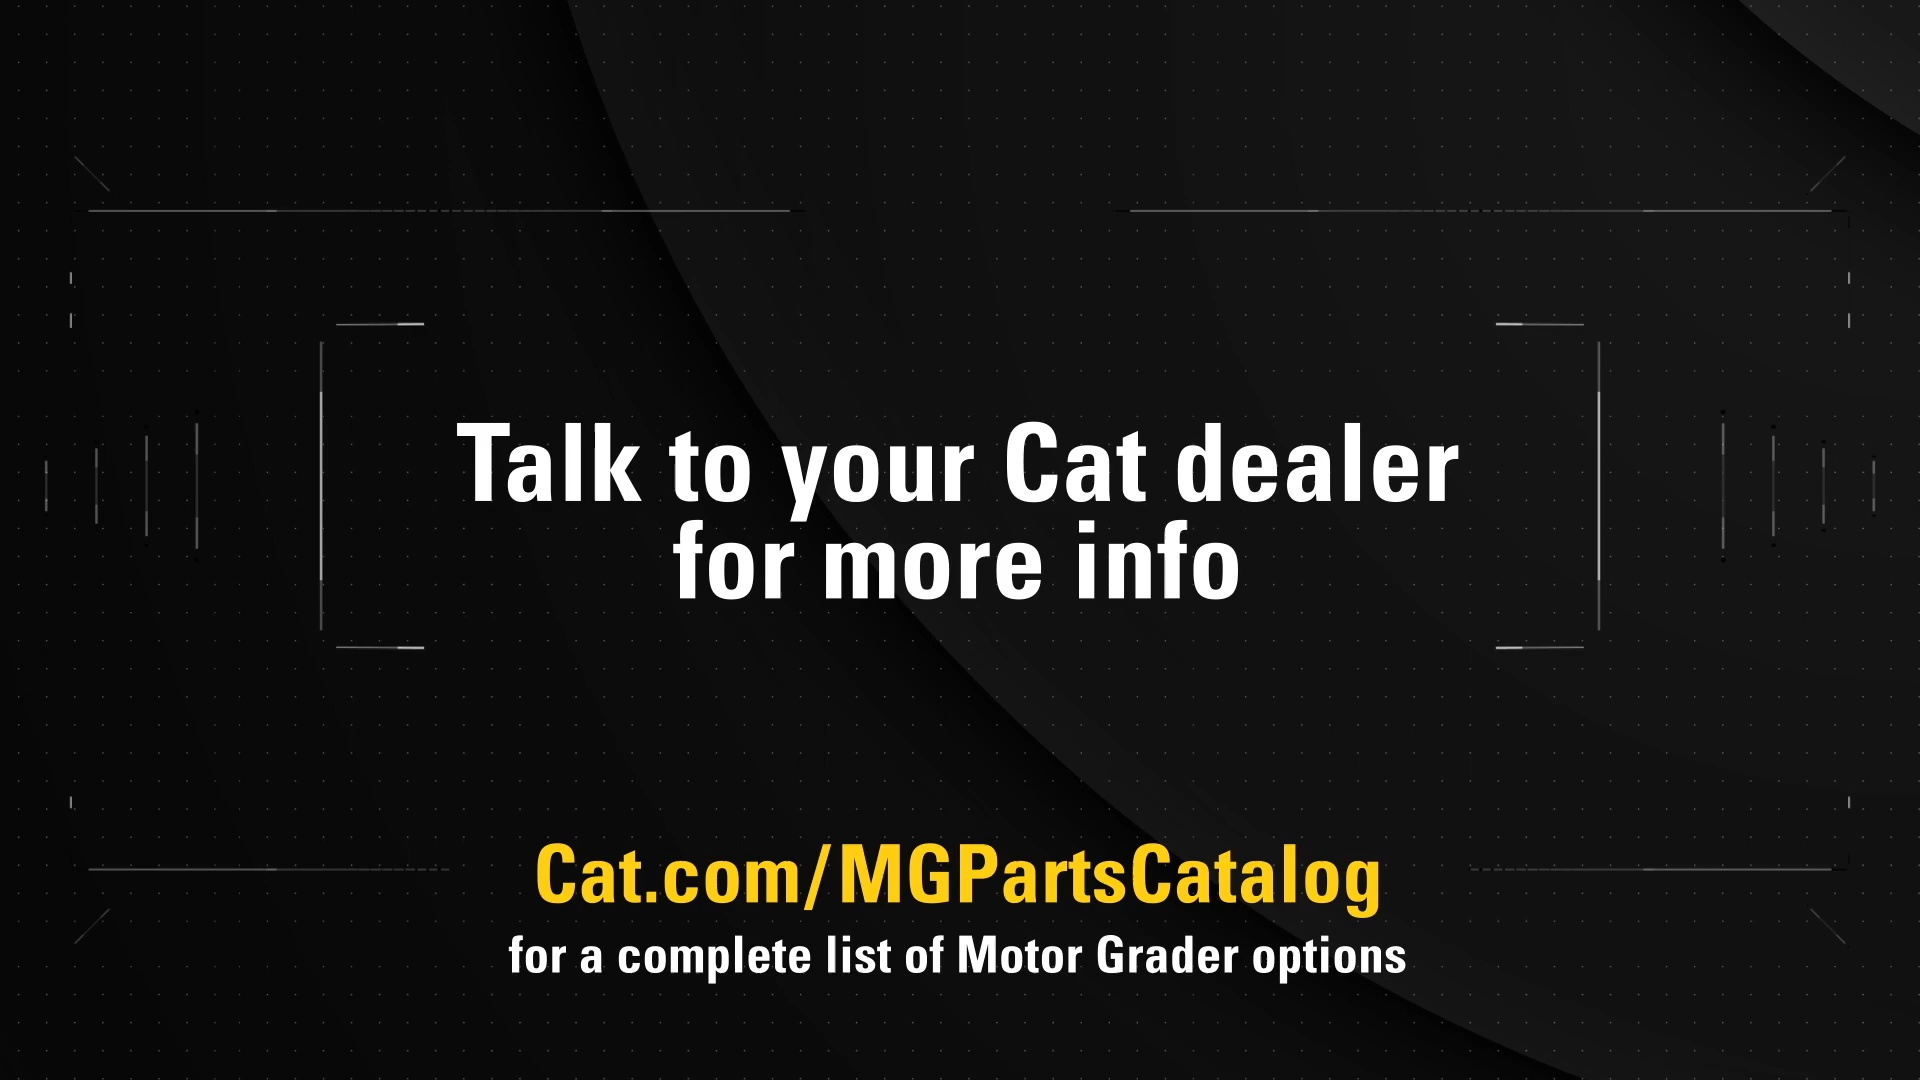 Talk to your Cat dealer
for more info
Cat.com/MGPartsCatalog
for a complete list of Motor Grader options